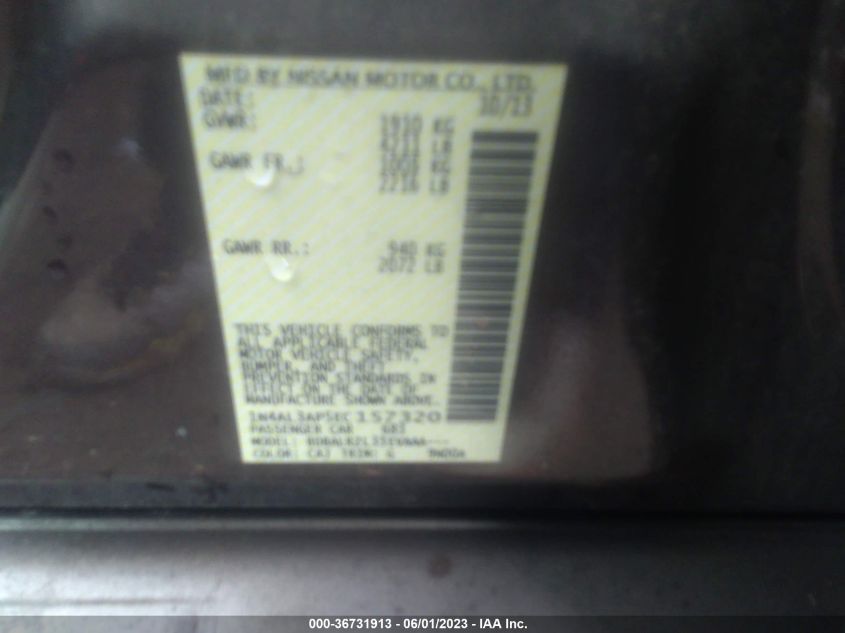 MFD BY NISSAN MOTOR CO., LTD.
DATE: 10/13
GVWR: 1910 KG
4211 LB
GAWR FR.: 1005 KG
2216 LB
GAWR RR.: 940 KG
2072 LB
THIS VEHICLE CONFORMS TO
ALL APPLICABLE FEDERAL
MOTOR VEHICLE SAFETY,
BUMPER, AND THEFT
PREVENTION STANDARDS IN
EFFECT ON THE DATE OF
MANUFACTURE SHOWN ABOVE.
1N4AL3AP5EC157320
PASSENGER CAR
MODEL:
COLOR: CAJ TRIM: G
000-36731913 - 06/01/2023 - IAA Inc.